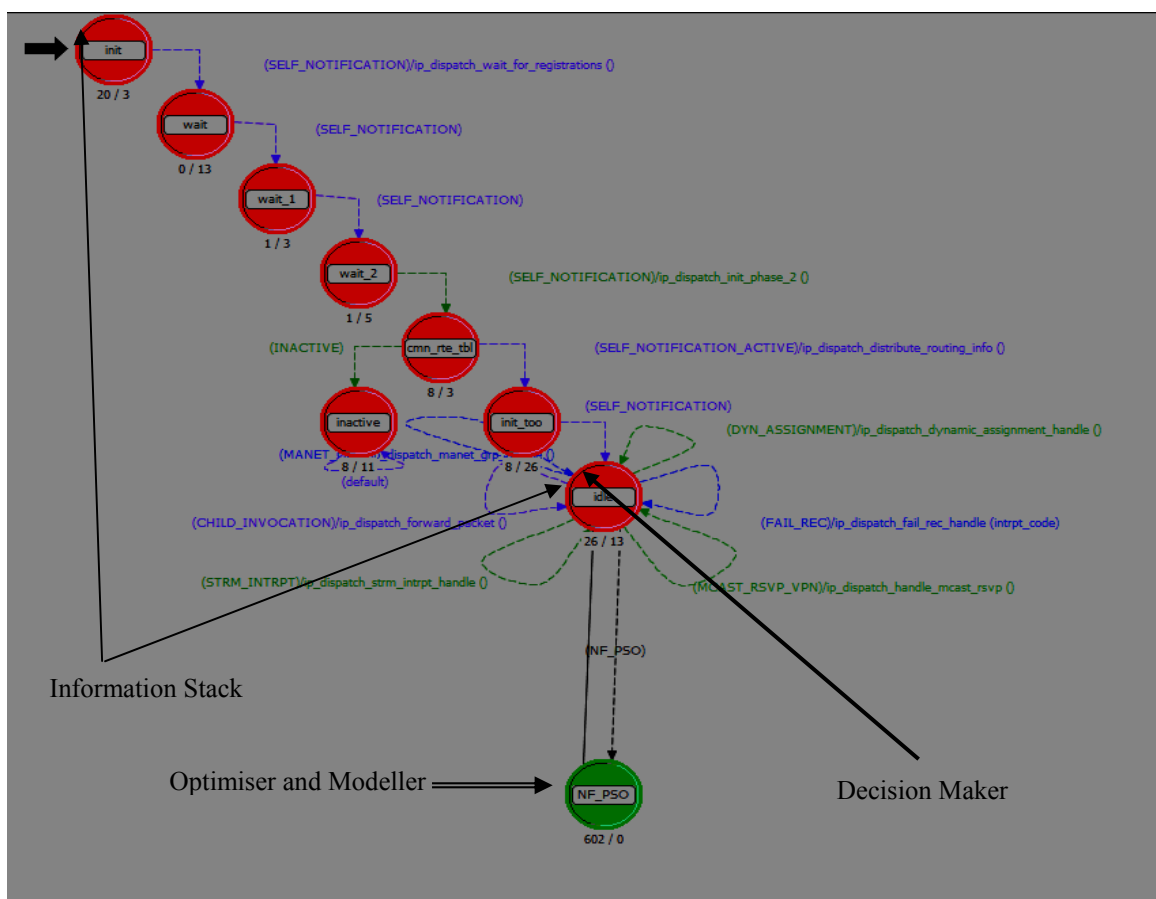 init
(SELF_NOTIFICATION)/ip_dispatch_wait_for_registrations ()
20 / 3
wait
(SELF_NOTIFICATION)
0 / 13
wait_1
(SELF_NOTIFICATION)
1 / 3
wait_2
(SELF_NOTIFICATION)/ip_dispatch_init_phase_2 ()
1 / 5
(INACTIVE)
cmn_rte_tbl
(SELF_NOTIFICATION_ACTIVE)/ip_dispatch_distribute_routing_info ()
8 / 3
inactive
init_too
(SELF_NOTIFICATION)
(DYN_ASSIGNMENT)/ip_dispatch_dynamic_assignment_handle ()
(MANET_
dispatch_manet_grp
8 / 11
8 / 26
(default)
idle
(CHILD_INVOCATION)/ip_dispatch_forward_packet ()
(FAIL_REC)/ip_dispatch_fail_rec_handle (intrpt_code)
26 / 13
(STRM_INTRPT)/ip_dispatch_strm_intrpt_handle ()
(MCAST_RSVP_VPN)/ip_dispatch_handle_mcast_rsvp ()
(NF_PSO)
Information Stack
Optimiser and Modeller
Decision Maker
NF_PSO
602 / 0